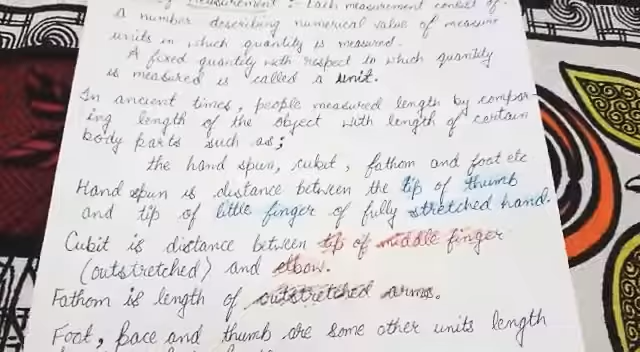 Measurement :- Each measurement consist of.
a number describing numerical value of measure
units in which quantity is measured.
A fixed quantity with respect to which quantity
is measured is called a unit.
In ancient times, people measured length by compar
ing length of the object with length of certain
body parts such as;
the hand spun, cubit, fathom and foot etc
Hand spun is distance between the tip of thumb
and tip of little finger of fully stretched hand.
Cubit is distance between tip of middle finger
(outstretched) and elbow.
Fathom is length of outstretched arms.
Foot, pace and thumb are some other units length